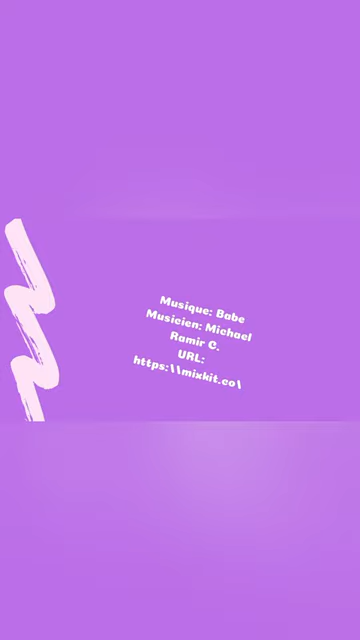 Musique: Babe
Musicien: Michael
Ramir C.
URL:
https:\\mixkit.co\